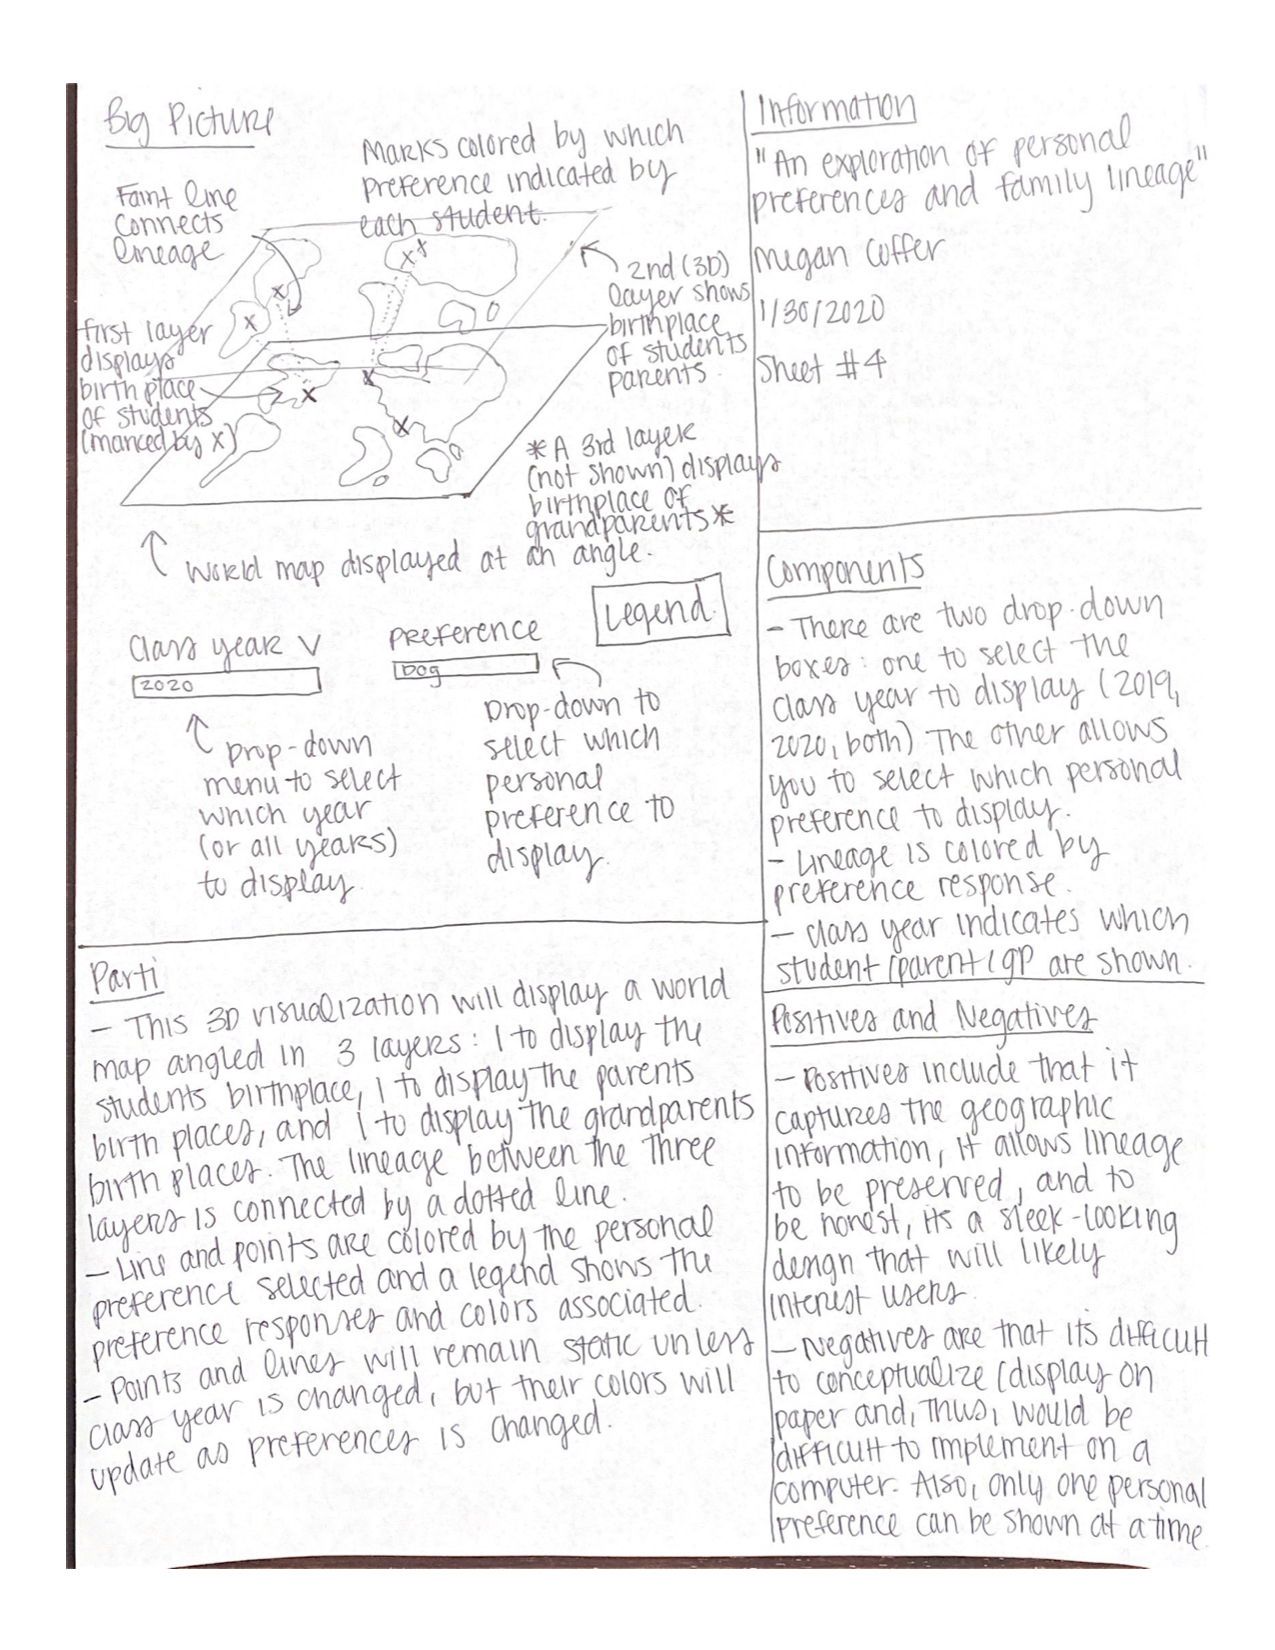 Big Picture
Marks colored by which
preference indicated by
each student.
Faint line
connects
lineage
2nd (3D)
layer shows
birthplace
of students
parents.
First layer
displays
birth place
of students
(marked by x)
*A 3rd layer
(not shown) displays
birthplace of
grandparents*
World map displayed at an angle.
Legend.
Class year V
2020
Preference
Dog
Drop-down
menu to select
which year
(or all years)
to display.
Drop-down to
select which
personal
preference to
display.
Information
"An exploration of personal
preferences and family lineage"
Megan Coffer
1/30/2020
Sheet #4
Components
- There are two drop-down
boxes: one to select the
class year to display (2019,
2020, both) The other allows
you to select which personal
preference to display.
- Lineage is colored by
preference response.
- Class year indicates which
student/parent/GP are shown.
Parti
- This 3D visualization will display a world
map angled in 3 layers: 1 to display the
students birthplace, 1 to display the parents
birth places, and 1 to display the grandparents
birth places. The lineage between the three
layers is connected by a dotted line.
- Line and points are colored by the personal
preference selected and a legend shows the
preference responses and colors associated.
- Points and lines will remain static unless
class year is changed, but their colors will
update as preferences is changed.
Positives and Negatives
- Positives include that it
captures the geographic
information, it allows lineage
to be preserved, and to
be honest, its a sleek-looking
design that will likely
interest users.
- Negatives are that its difficult
to conceptualize/display on
paper and, thus, would be
difficult to implement on a
computer. Also, only one personal
preference can be shown at a time